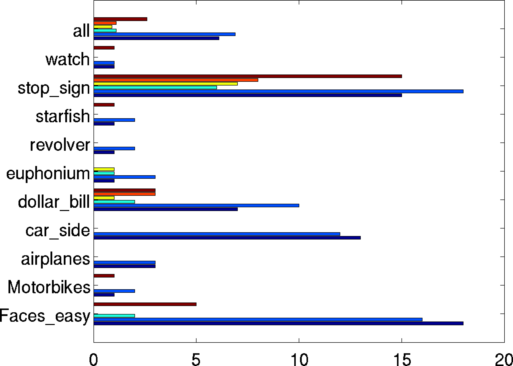 all
watch
stop_sign
starfish
revolver
euphonium
dollar_bill
car_side
airplanes
Motorbikes
Faces_easy
0 5 10 15 20